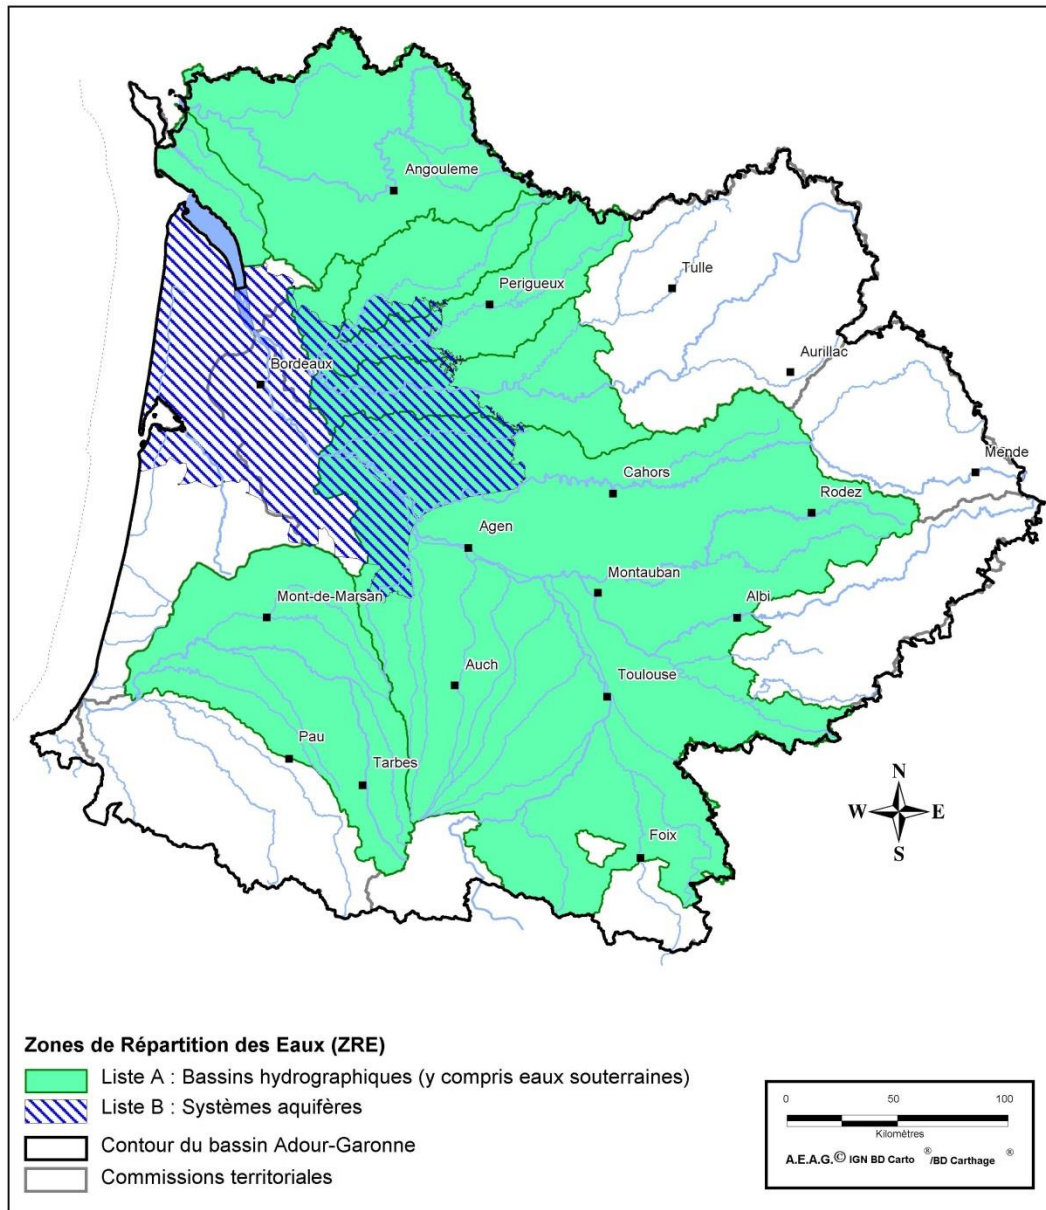 Angouleme
Tulle
Perigueux
Aurillac
Bordeaux
Mende
Cahors
Rodez
Agen
Montauban
Mont-de-Marsan
Albi
Auch
Toulouse
Pau
Tarbes
N
W E
S
Foix
Zones de Répartition des Eaux (ZRE)
Liste A : Bassins hydrographiques (y compris eaux souterraines)
Liste B : Systèmes aquifères
Contour du bassin Adour-Garonne
Commissions territoriales
0 50 100
Kilomètres
A.E.A.G.© IGN BD Carto ®/BD Carthage ®